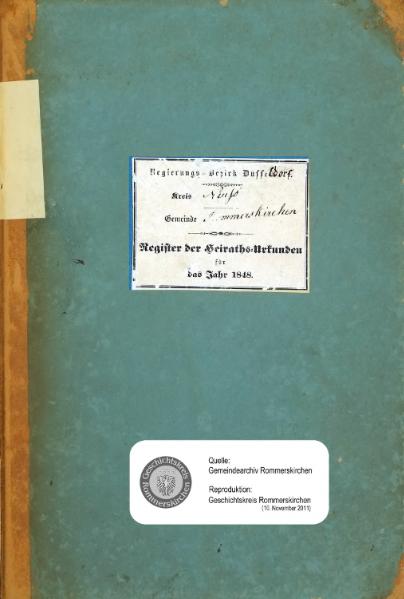 Regierungs-Bezirk Düsseldorf.
Kreis Neuß
Gemeinde Rommerskirchen
Register der Heiraths-Urkunden
für
das Jahr 1848.
Geschichtskreis
Rommerskirchen
Quelle:
Gemeindearchiv Rommerskirchen
Reproduktion:
Geschichtskreis Rommerskirchen
(10. November 2011)